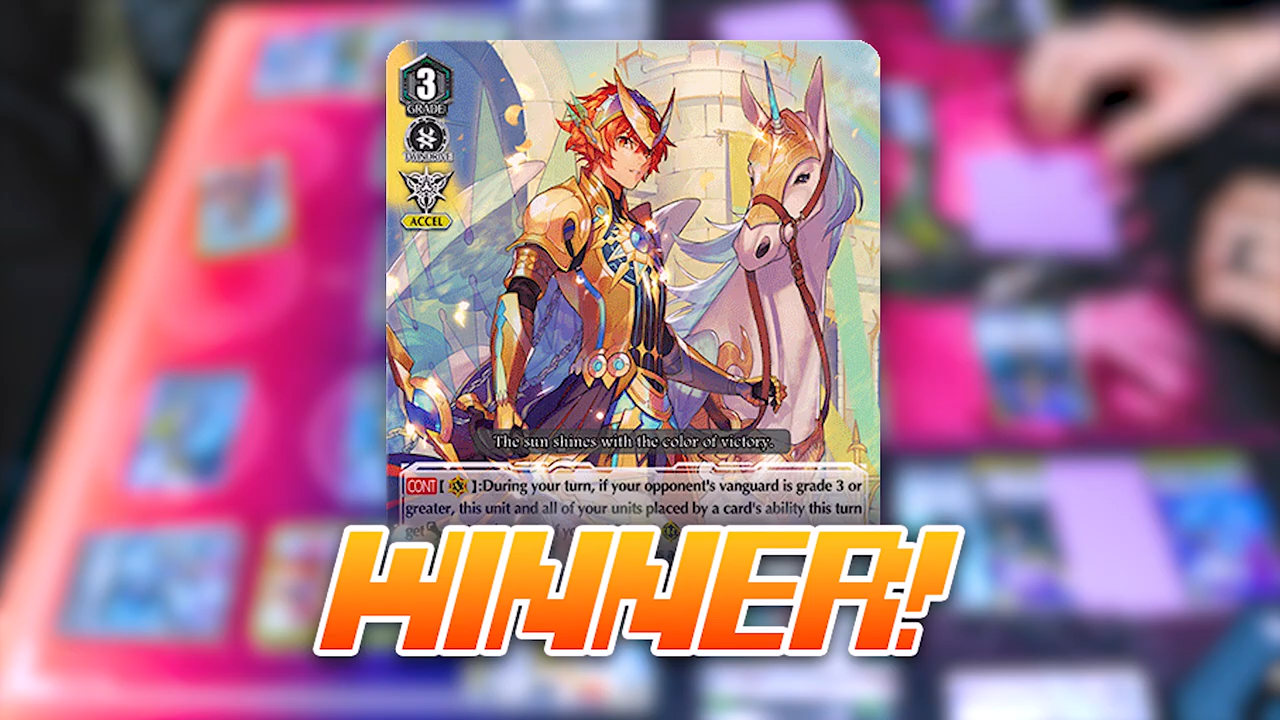 3
GRADE
TWINDRIVE
ACCEL
The sun shines with the color of victory.
CONT [ ]:During your turn, if your opponent's vanguard is grade 3 or
greater, this unit and all of your units placed by a card's ability this turn
get
WINNER!